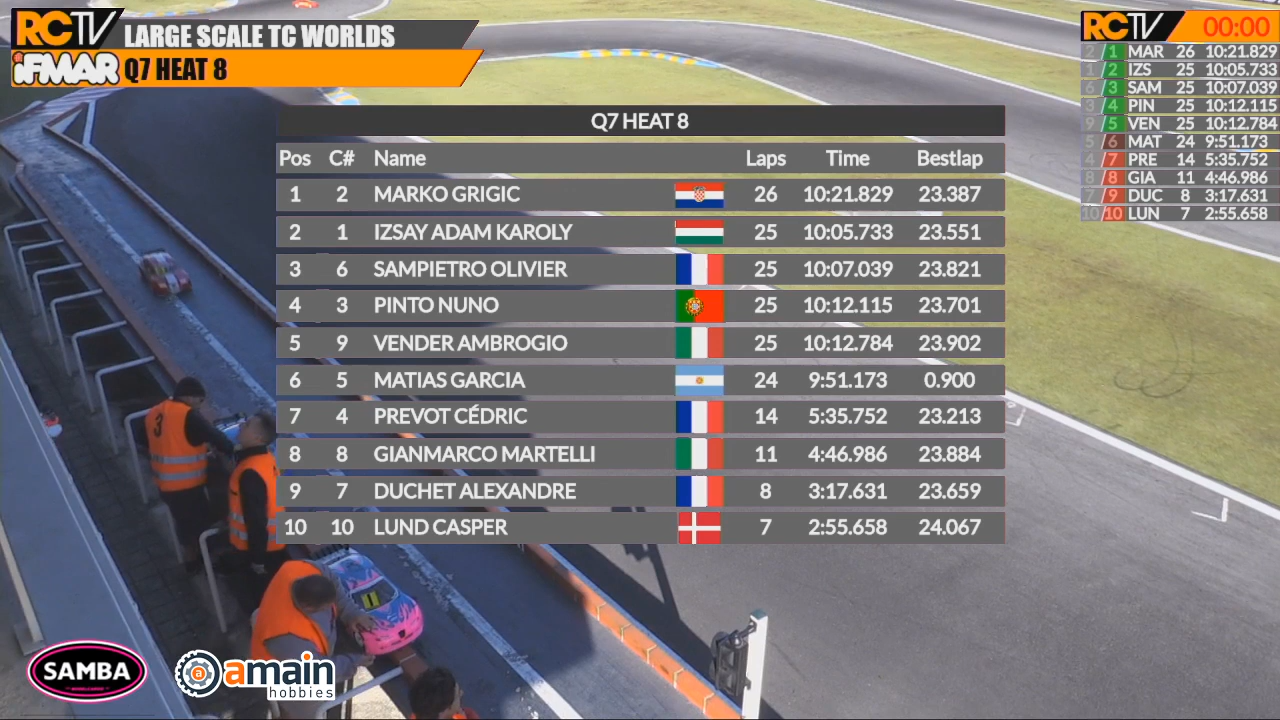 RCTV LARGE SCALE TC WORLDS
iFMAR Q7 HEAT 8
RCTV 00:00
2 1 MAR 26 10:21.829
1 2 IZS 25 10:05.733
6 3 SAM 25 10:07.039
3 4 PIN 25 10:12.115
9 5 VEN 25 10:12.784
5 6 MAT 24 9:51.173
4 7 PRE 14 5:35.752
8 8 GIA 11 4:46.986
7 9 DUC 8 3:17.631
10 10 LUN 7 2:55.658
Q7 HEAT 8
Pos C# Name Laps Time Bestlap
1 2 MARKO GRIGIC 26 10:21.829 23.387
2 1 IZSAY ADAM KAROLY 25 10:05.733 23.551
3 6 SAMPIETRO OLIVIER 25 10:07.039 23.821
4 3 PINTO NUNO 25 10:12.115 23.701
5 9 VENDER AMBROGIO 25 10:12.784 23.902
6 5 MATIAS GARCIA 24 9:51.173 0.900
7 4 PREVOT CÉDRIC 14 5:35.752 23.213
8 8 GIANMARCO MARTELLI 11 4:46.986 23.884
9 7 DUCHET ALEXANDRE 8 3:17.631 23.659
10 10 LUND CASPER 7 2:55.658 24.067
3
1
SAMBA
a amain
hobbies